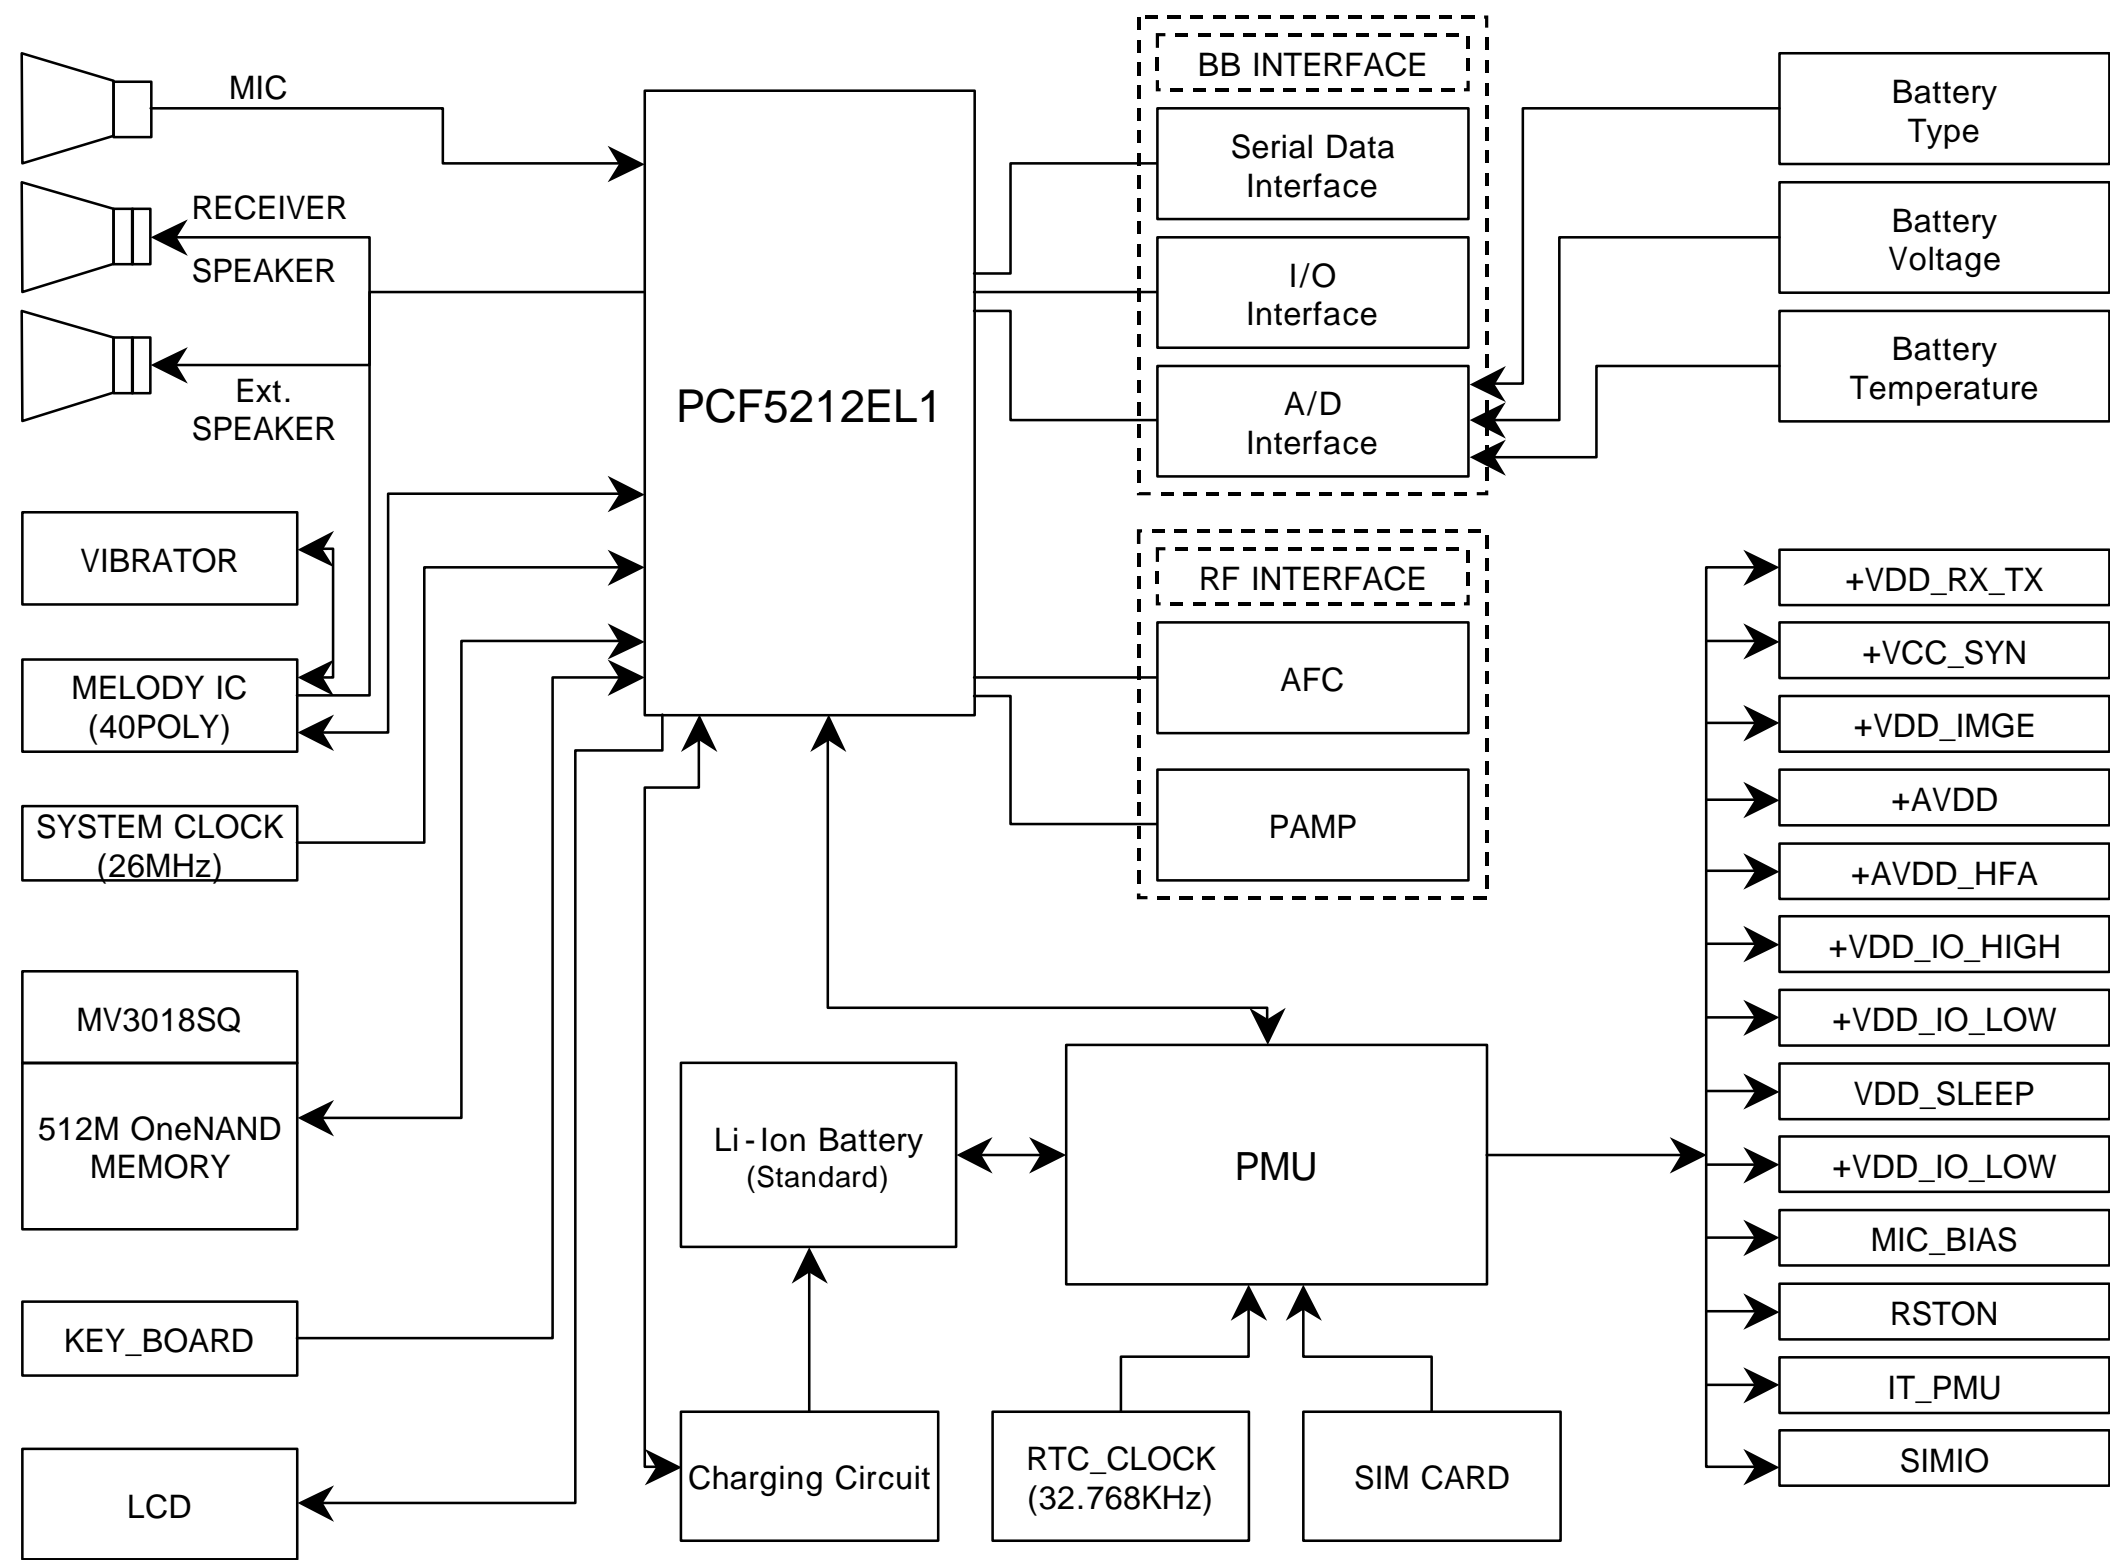 MIC
RECEIVER
SPEAKER
Ext.
SPEAKER
VIBRATOR
MELODY IC
(40POLY)
SYSTEM CLOCK
(26MHz)
MV3018SQ
512M OneNAND
MEMORY
KEY_BOARD
LCD
PCF5212EL1
BB INTERFACE
Serial Data
Interface
I/O
Interface
A/D
Interface
RF INTERFACE
AFC
PAMP
Battery
Type
Battery
Voltage
Battery
Temperature
Li-Ion Battery
(Standard)
PMU
Charging Circuit
RTC_CLOCK
(32.768KHz)
SIM CARD
+VDD_RX_TX
+VCC_SYN
+VDD_IMGE
+AVDD
+AVDD_HFA
+VDD_IO_HIGH
+VDD_IO_LOW
VDD_SLEEP
+VDD_IO_LOW
MIC_BIAS
RSTON
IT_PMU
SIMIO